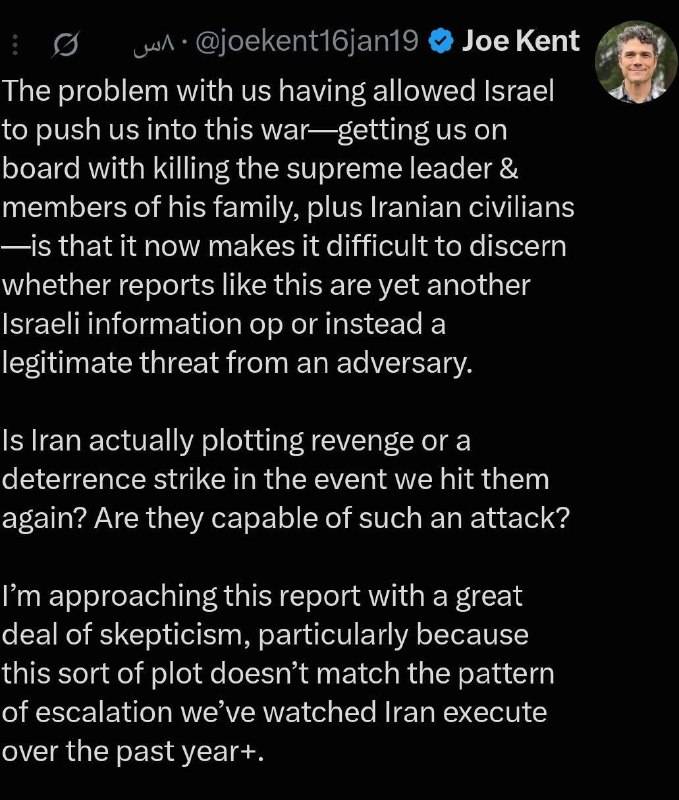 Joe Kent @joekent16jan19 · ٨س
The problem with us having allowed Israel
to push us into this war—getting us on
board with killing the supreme leader &
members of his family, plus Iranian civilians
—is that it now makes it difficult to discern
whether reports like this are yet another
Israeli information op or instead a
legitimate threat from an adversary.
Is Iran actually plotting revenge or a
deterrence strike in the event we hit them
again? Are they capable of such an attack?
I’m approaching this report with a great
deal of skepticism, particularly because
this sort of plot doesn’t match the pattern
of escalation we’ve watched Iran execute
over the past year+.